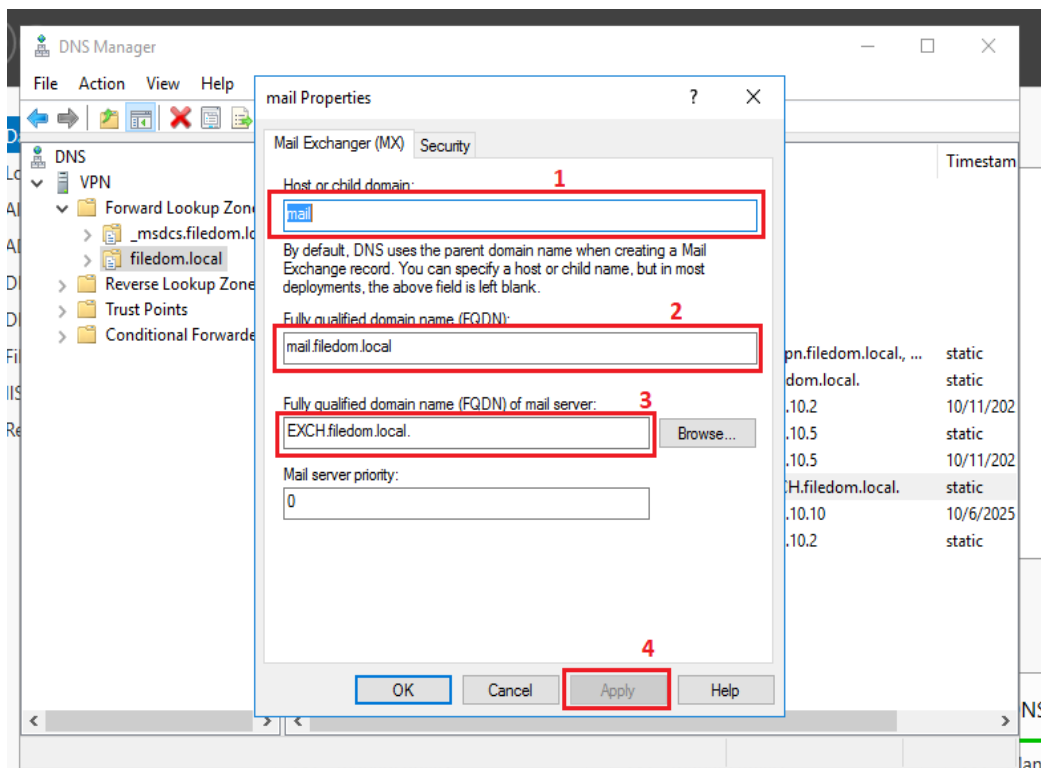 DNS Manager
File Action View Help
DNS
VPN
Forward Lookup Zone
_msdcs.filedom.lo
filedom.local
Reverse Lookup Zone
Trust Points
Conditional Forwarde
mail Properties
?
Mail Exchanger (MX) Security
Host or child domain: 1
mail
By default, DNS uses the parent domain name when creating a Mail
Exchange record. You can specify a host or child name, but in most
deployments, the above field is left blank.
Fully qualified domain name (FQDN): 2
mail.filedom.local
Fully qualified domain name (FQDN) of mail server: 3
EXCH.filedom.local.
Browse...
Mail server priority:
0
4
OK Cancel Apply Help
Timestam
pn.filedom.local., ... static
dom.local. static
.10.2 10/11/202
.10.5 static
.10.5 10/11/202
CH.filedom.local. static
.10.10 10/6/2025
.10.2 static